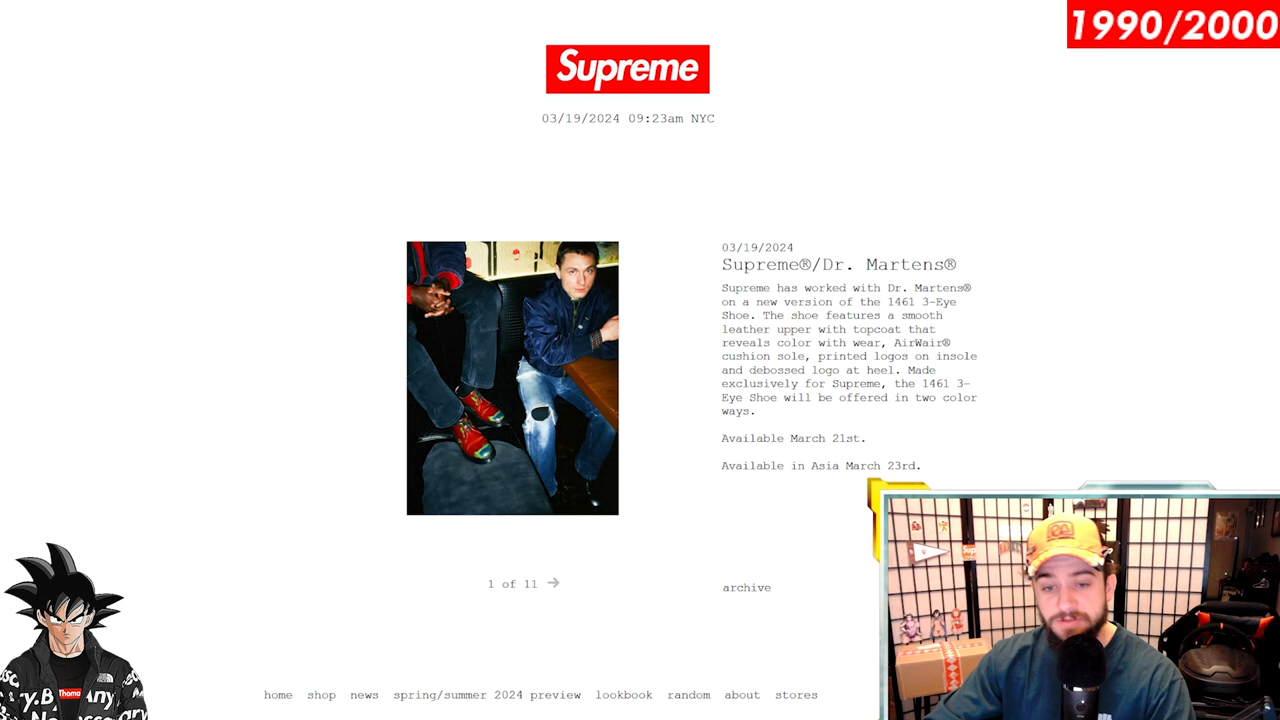 1990/2000
Supreme
03/19/2024 09:23am NYC
03/19/2024
Supreme®/Dr. Martens®
Supreme has worked with Dr. Martens®
on a new version of the 1461 3-Eye
Shoe. The shoe features a smooth
leather upper with topcoat that
reveals color with wear, AirWair®
cushion sole, printed logos on insole
and debossed logo at heel. Made
exclusively for Supreme, the 1461 3-
Eye Shoe will be offered in two color
ways.
Available March 21st.
Available in Asia March 23rd.
1 of 11
archive
Sup
Thoma
home shop news spring/summer 2024 preview lookbook random about stores